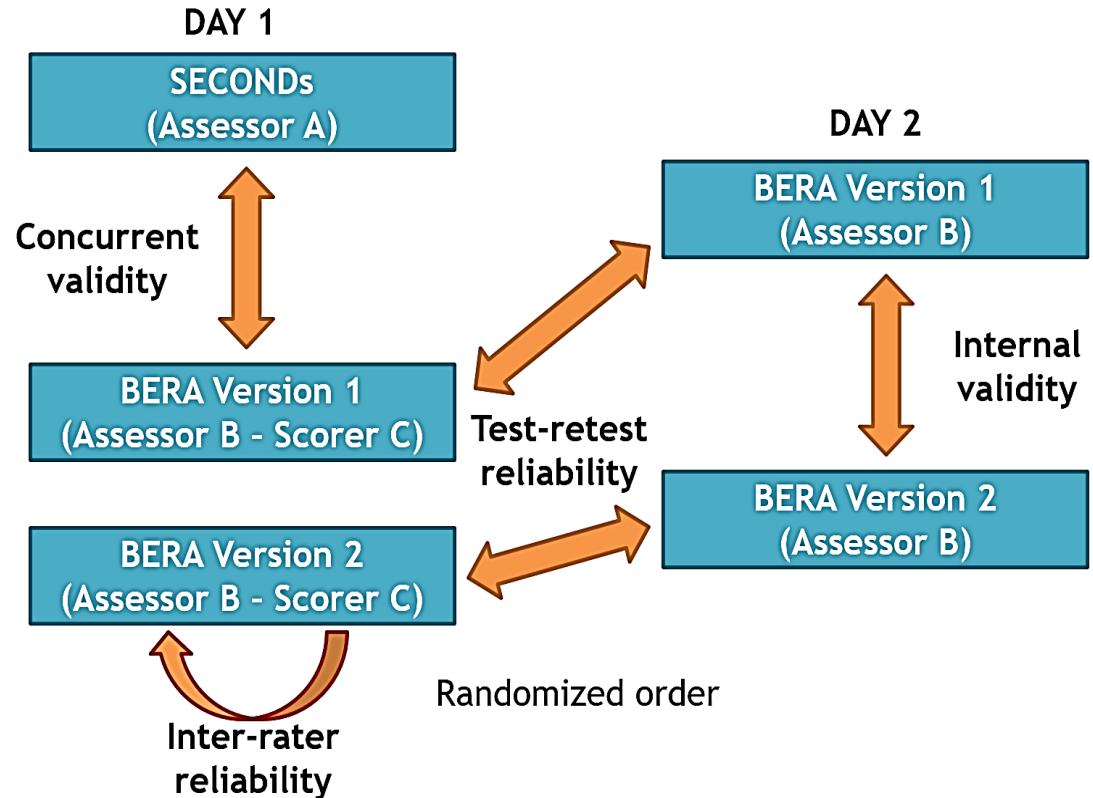 DAY 1
SECONDs
(Assessor A)
Concurrent
validity
BERA Version 1
(Assessor B – Scorer C)
BERA Version 2
(Assessor B – Scorer C)
Inter-rater
reliability
Test-retest
reliability
Randomized order
DAY 2
BERA Version 1
(Assessor B)
Internal
validity
BERA Version 2
(Assessor B)